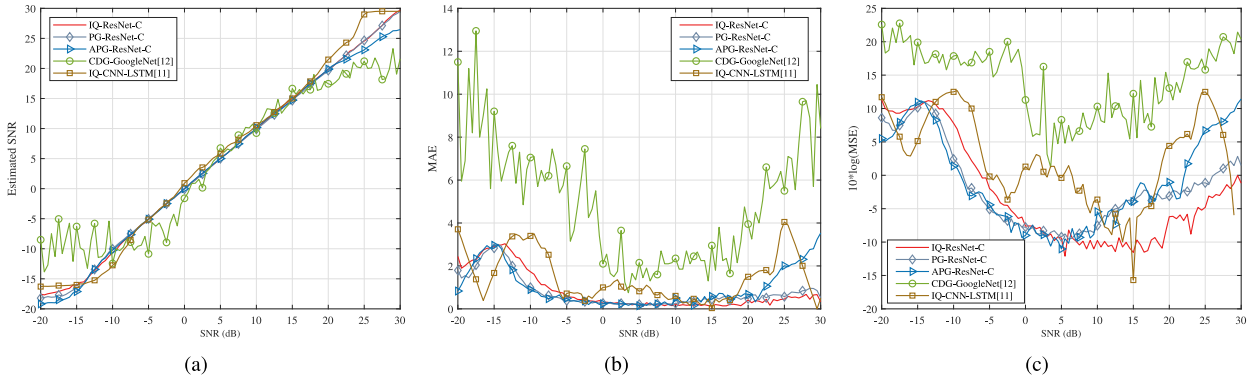 30
25
20
15
10
5
0
-5
-10
-15
-20
Estimated SNR
IQ-ResNet-C
PG-ResNet-C
APG-ResNet-C
CDG-GoogleNet[12]
IQ-CNN-LSTM[11]
-20 -15 -10 -5 0 5 10 15 20 25 30
SNR (dB)
(a)
14
12
10
8
6
4
2
0
MAE
IQ-ResNet-C
PG-ResNet-C
APG-ResNet-C
CDG-GoogleNet[12]
IQ-CNN-LSTM[11]
-20 -15 -10 -5 0 5 10 15 20 25 30
SNR (dB)
(b)
25
20
15
10
5
0
-5
-10
-15
-20
10*log(MSE)
IQ-ResNet-C
PG-ResNet-C
APG-ResNet-C
CDG-GoogleNet[12]
IQ-CNN-LSTM[11]
-20 -15 -10 -5 0 5 10 15 20 25 30
SNR (dB)
(c)